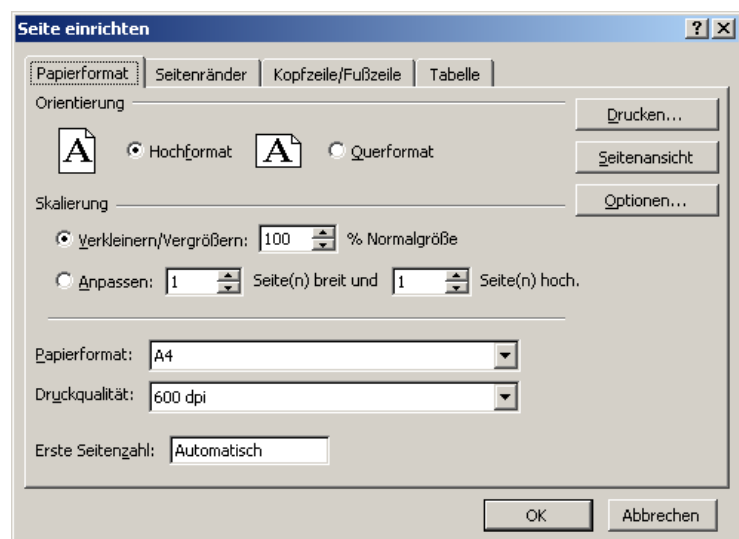 Seite einrichten
Papierformat Seitenränder Kopfzeile/Fußzeile Tabelle
Orientierung
Drucken...
A Hochformat A Querformat
Seitenansicht
Skalierung
Optionen...
Verkleinern/Vergrößern: 100 % Normalgröße
Anpassen: 1 Seite(n) breit und 1 Seite(n) hoch.
Papierformat: A4
Druckqualität: 600 dpi
Erste Seitenzahl: Automatisch
OK Abbrechen